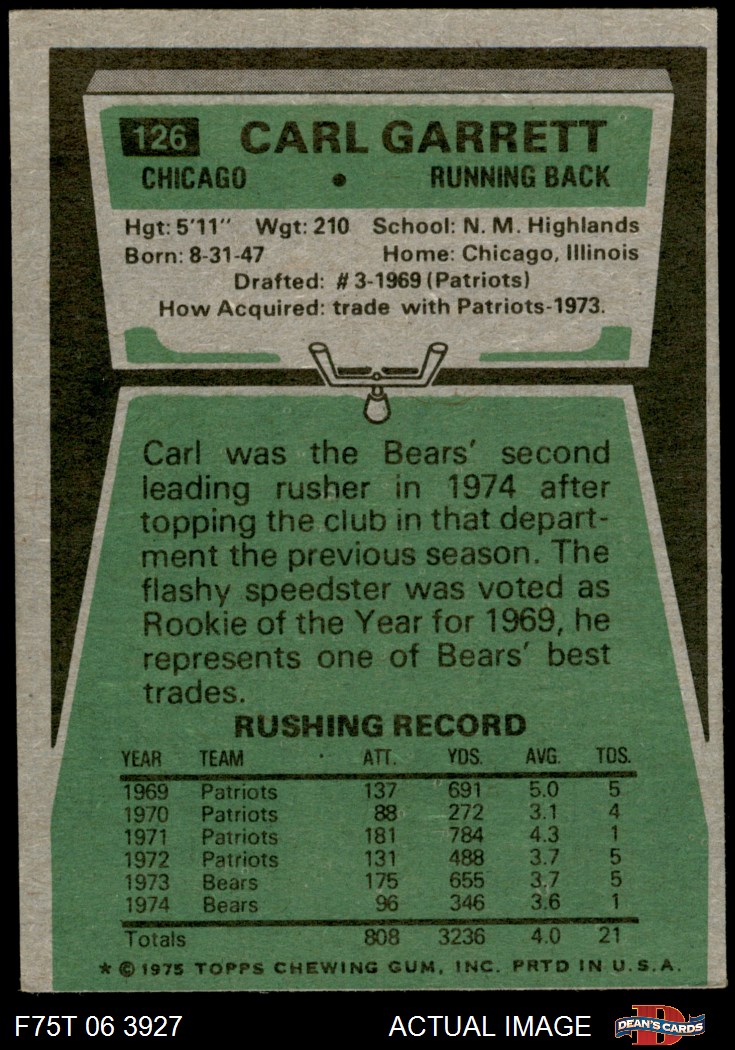 126 CARL GARRETT
CHICAGO • RUNNING BACK
Hgt: 5'11" Wgt: 210 School: N. M. Highlands
Born: 8-31-47 Home: Chicago, Illinois
Drafted: #3-1969 (Patriots)
How Acquired: trade with Patriots-1973.
Carl was the Bears' second
leading rusher in 1974 after
topping the club in that depart-
ment the previous season. The
flashy speedster was voted as
Rookie of the Year for 1969, he
represents one of Bears' best
trades.
RUSHING RECORD
YEAR TEAM ATT. YDS. AVG. TDS.
1969 Patriots 137 691 5.0 5
1970 Patriots 88 272 3.1 4
1971 Patriots 181 784 4.3 1
1972 Patriots 131 488 3.7 5
1973 Bears 175 655 3.7 5
1974 Bears 96 346 3.6 1
Totals 808 3236 4.0 21
* © 1975 TOPPS CHEWING GUM, INC. PRTD IN U.S.A.
F75T 06 3927 ACTUAL IMAGE DEAN'S CARDS